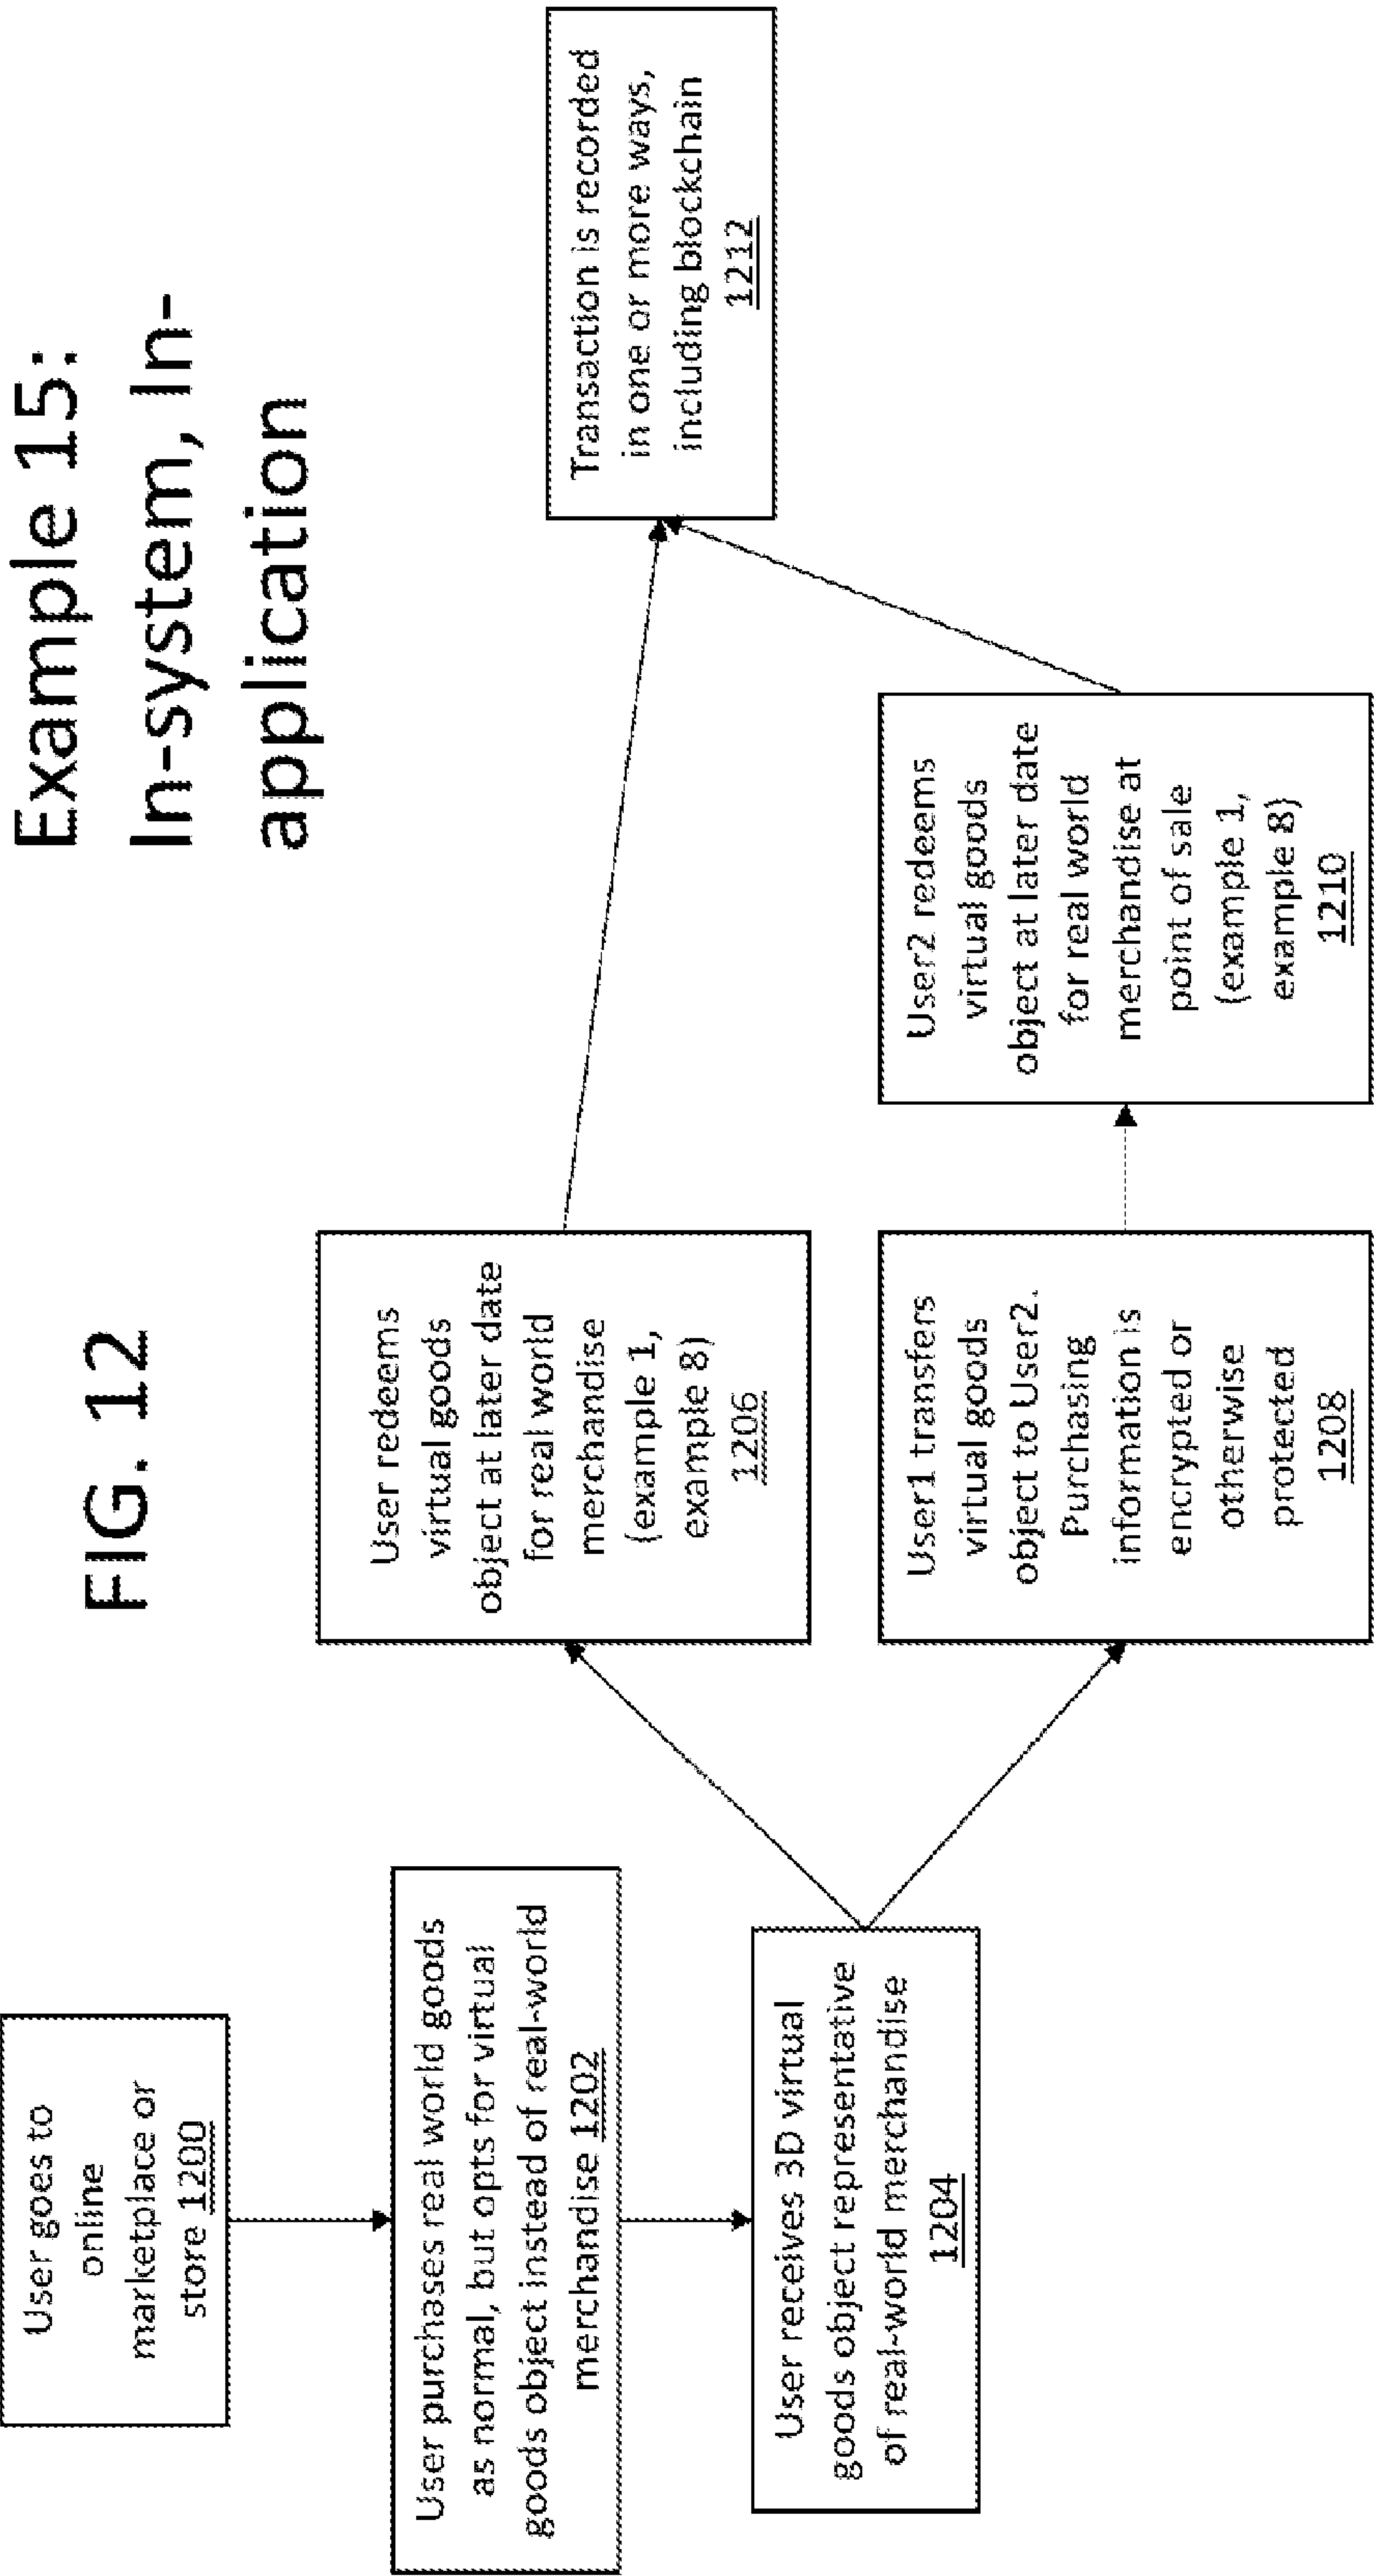 FIG. 12
Example 15:
In-system, In-
application
User goes to
online
marketplace or
store 1200
User purchases real world goods
as normal, but opts for virtual
goods object instead of real-world
merchandise 1202
User receives 3D virtual
goods object representative
of real-world merchandise
1204
User redeems
virtual goods
object at later date
for real world
merchandise
(example 1,
example 8)
1206
User1 transfers
virtual goods
object to User2.
Purchasing
information is
encrypted or
otherwise
protected
1208
User2 redeems
virtual goods
object at later date
for real world
merchandise at
point of sale
(example 1,
example 8)
1210
Transaction is recorded
in one or more ways,
including blockchain
1212